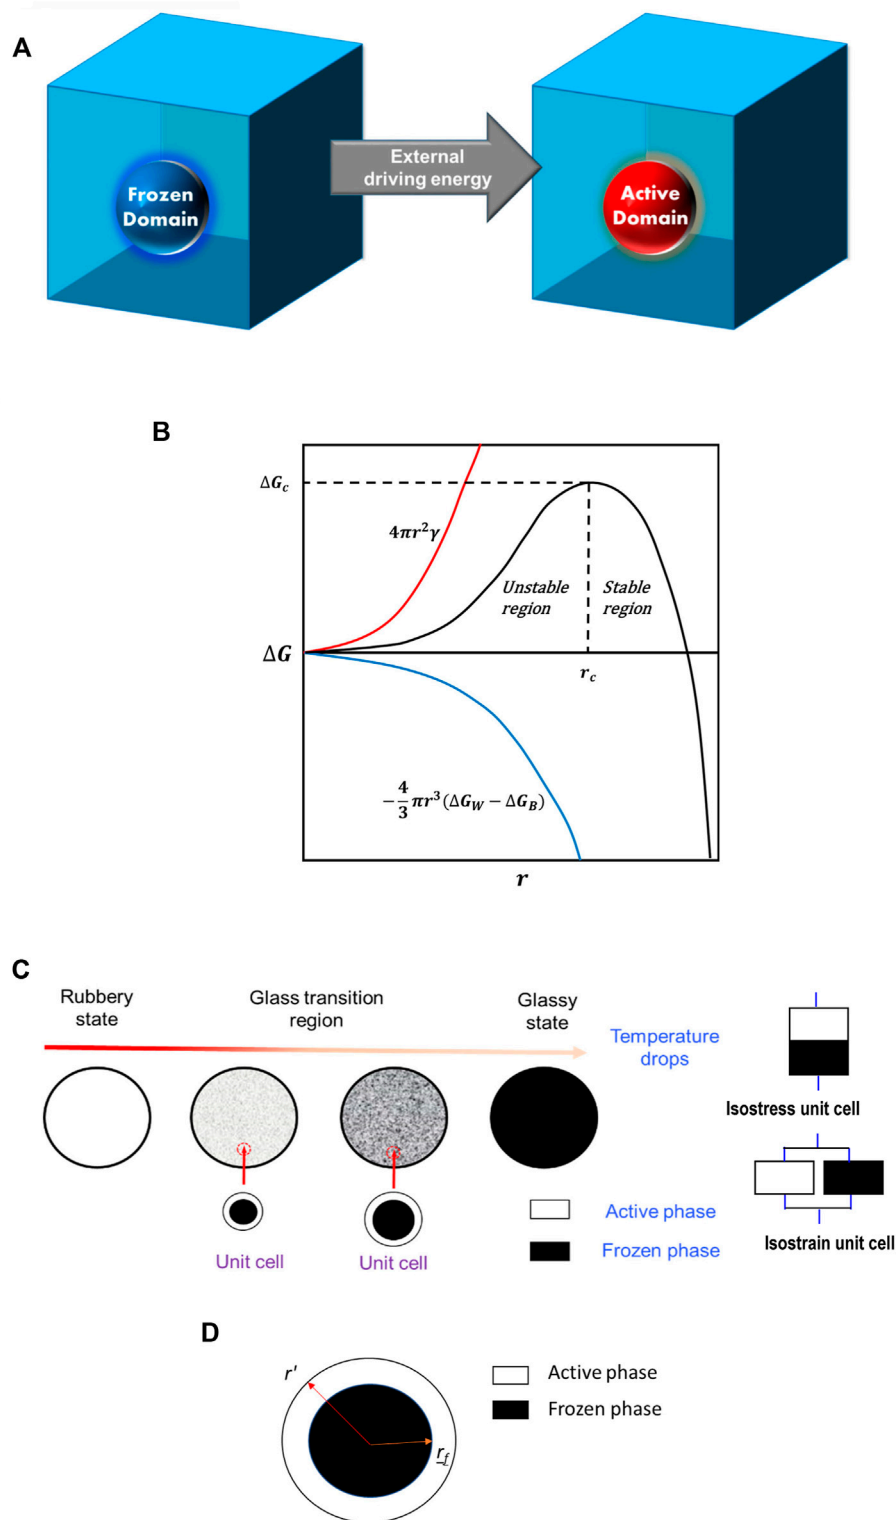 A
Frozen
Domain
External
driving energy
Active
Domain
B
ΔG_c
4πr²γ
Unstable
region
Stable
region
ΔG
r_c
−4/3πr³(ΔG_W − ΔG_B)
r
C
Rubbery
state
Glass transition
region
Glassy
state
Temperature
drops
Isostress unit cell
Unit cell
Unit cell
Active phase
Frozen phase
Isostrain unit cell
D
r'
r_f
Active phase
Frozen phase